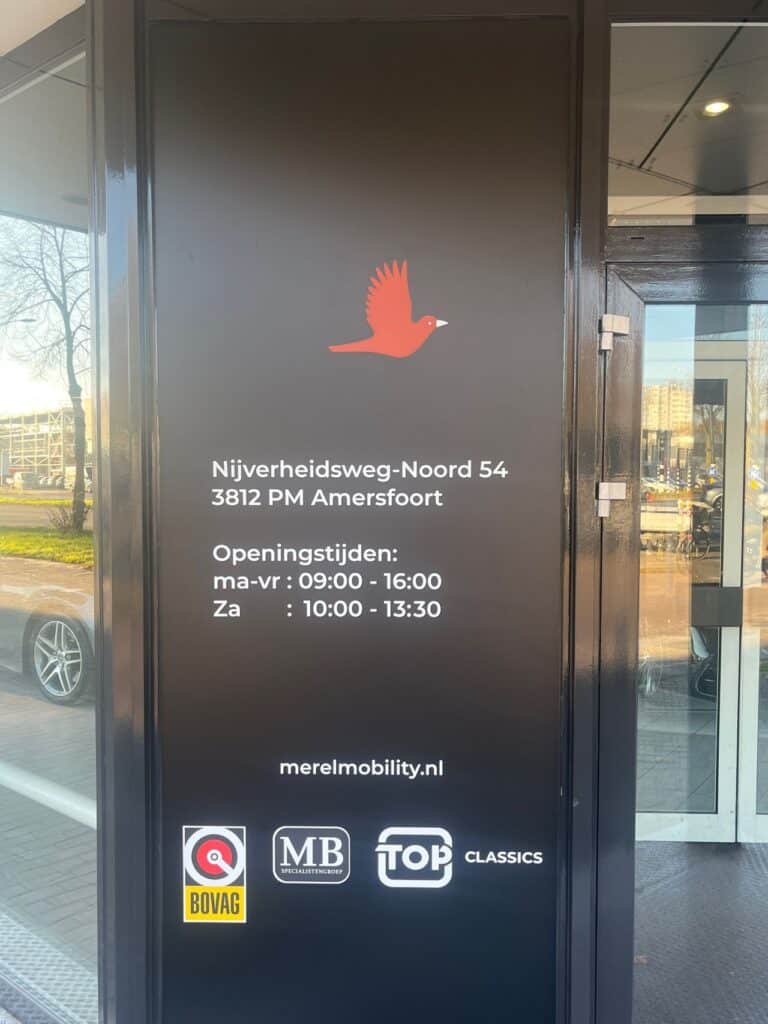 Nijverheidsweg-Noord 54
3812 PM Amersfoort
Openingstijden:
ma-vr : 09:00 - 16:00
Za : 10:00 - 13:30
merelmobility.nl
BOVAG
MB
SPECIALISTENGROEP
TOP CLASSICS